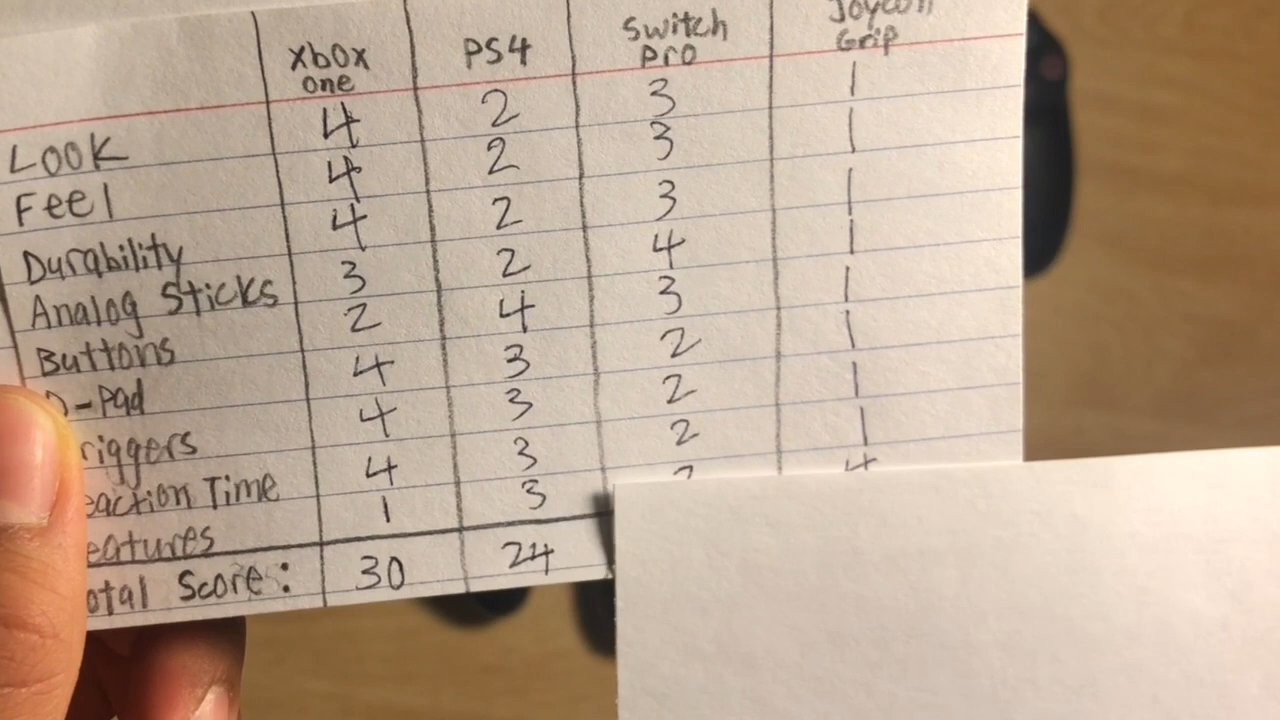 xbox one PS4 Switch Pro Joycon Grip
Look 4 2 3 1
Feel 4 2 3 1
Durability 4 2 3 1
Analog Sticks 3 2 4 1
Buttons 2 4 3 1
D-Pad 4 3 2 1
riggers 4 3 2 1
eaction Time 4 3 2 1
eatures 1 3 4
otal Score: 30 24